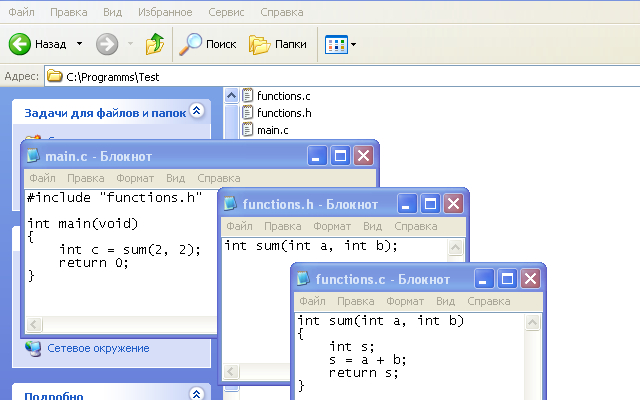 Файл Правка Вид Избранное Сервис Справка
Назад Поиск Папки
Адрес: C:\Programms\Test
Задачи для файлов и папок
functions.c
functions.h
main.c
main.c - Блокнот
Файл Правка Формат Вид Справка
#include "functions.h"
int main(void)
{
int c = sum(2, 2);
return 0;
}
functions.h - Блокнот
Файл Правка Формат Вид Справка
int sum(int a, int b);
functions.c - Блокнот
Файл Правка Формат Вид Справка
int sum(int a, int b)
{
int s;
s = a + b;
return s;
}
Сетевое окружение
Подробно